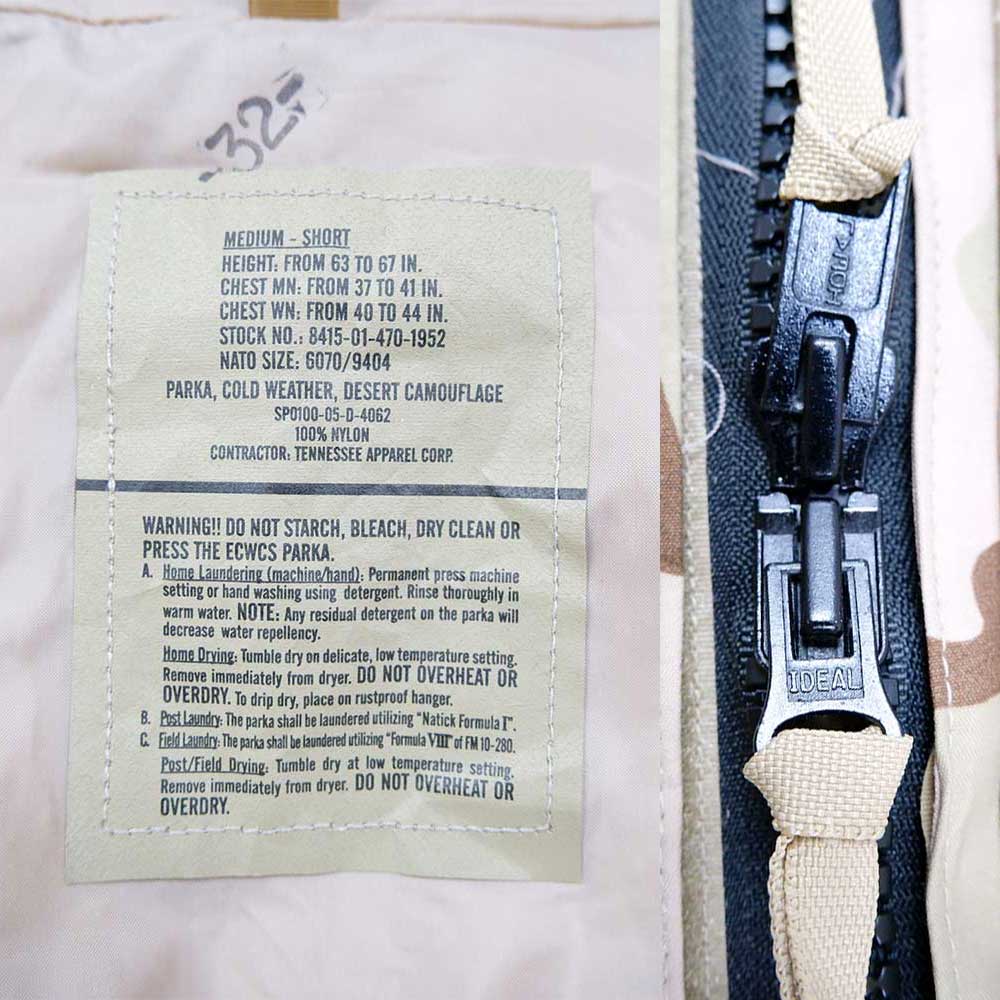 32
MEDIUM - SHORT
HEIGHT: FROM 63 TO 67 IN.
CHEST MN: FROM 37 TO 41 IN.
CHEST WN: FROM 40 TO 44 IN.
STOCK NO.: 8415-01-470-1952
NATO SIZE: 6070/9404
PARKA, COLD WEATHER, DESERT CAMOUFLAGE
SP0100-05-D-4062
100% NYLON
CONTRACTOR: TENNESSEE APPAREL CORP.
WARNING!! DO NOT STARCH, BLEACH, DRY CLEAN OR
PRESS THE ECWCS PARKA.
A. Home Laundering (machine/hand): Permanent press machine
setting or hand washing using detergent. Rinse thoroughly in
warm water. NOTE: Any residual detergent on the parka will
decrease water repellency.
Home Drying: Tumble dry on delicate, low temperature setting.
Remove immediately from dryer. DO NOT OVERHEAT OR
OVERDRY. To drip dry, place on rustproof hanger.
B. Post Laundry: The parka shall be laundered utilizing "Natick Formula I".
C. Field Laundry: The parka shall be laundered utilizing "Formula VIII" of FM 10-280.
Post/Field Drying: Tumble dry at low temperature setting.
Remove immediately from dryer. DO NOT OVERHEAT OR
OVERDRY.
IDEAL